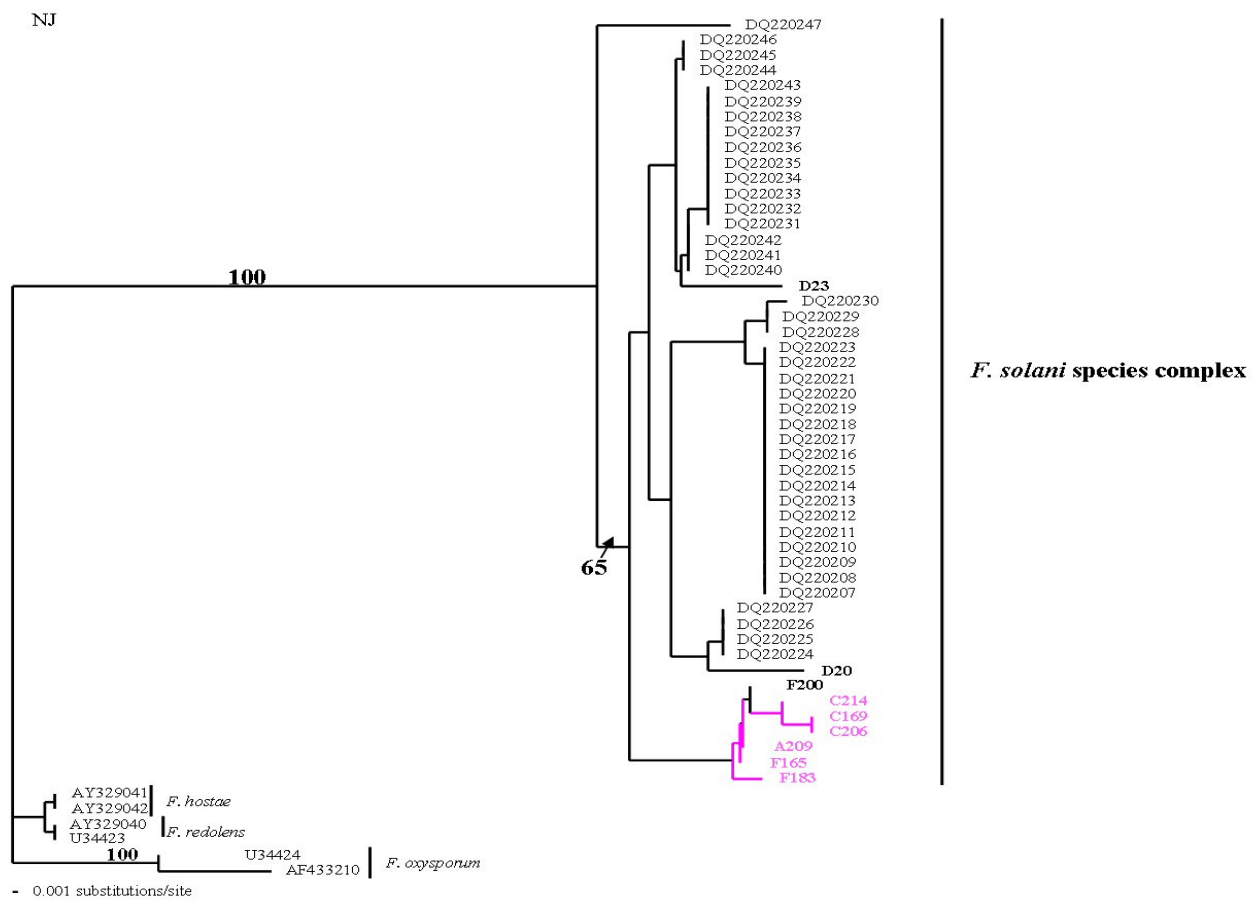 NJ
DQ220247
DQ220246
DQ220245
DQ220244
DQ220243
DQ220239
DQ220238
DQ220237
DQ220236
DQ220235
DQ220234
DQ220233
DQ220232
DQ220231
DQ220242
DQ220241
DQ220240
100
D23
DQ220230
DQ220229
DQ220228
DQ220223
DQ220222
F. solani species complex
DQ220221
DQ220220
DQ220219
DQ220218
DQ220217
DQ220216
DQ220215
DQ220214
DQ220213
DQ220212
DQ220211
DQ220210
DQ220209
65
DQ220208
DQ220207
DQ220227
DQ220226
DQ220225
DQ220224
D20
F200
C214
C169
C206
A209
F165
F183
AY329041
AY329042
F. hostae
AY329040
U34423
F. redolens
100
U34424
AF433210
F. oxysporum
- 0.001 substitutions/site